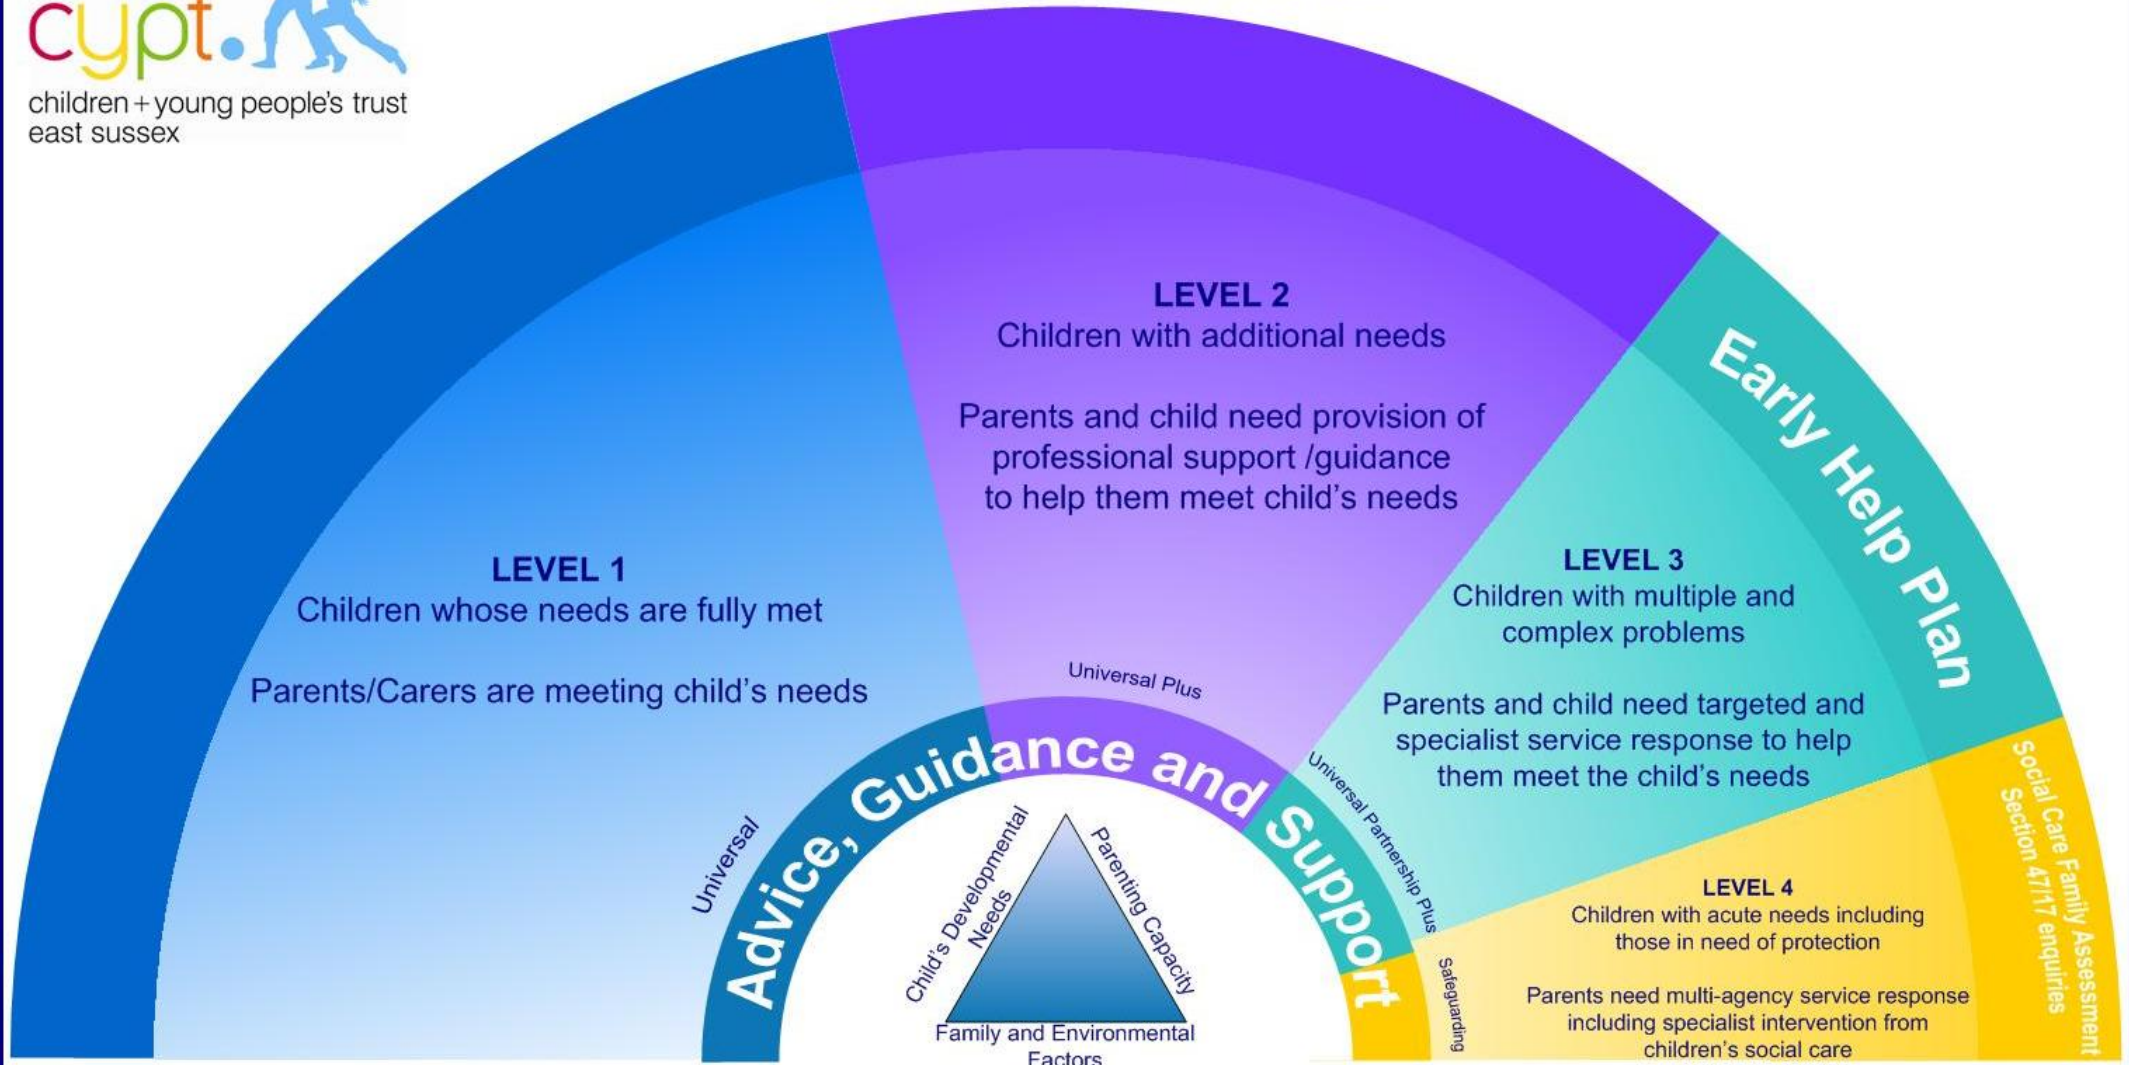 cypt.
children + young people's trust
east sussex
LEVEL 1
Children whose needs are fully met
Parents/Carers are meeting child's needs
LEVEL 2
Children with additional needs
Parents and child need provision of
professional support /guidance
to help them meet child's needs
LEVEL 3
Children with multiple and
complex problems
Parents and child need targeted and
specialist service response to help
them meet the child's needs
LEVEL 4
Children with acute needs including
those in need of protection
Parents need multi-agency service response
including specialist intervention from
children's social care
Early Help Plan
Social Care Family Assessment
Section 47/17 enquiries
Universal
Universal Plus
Universal Partnership Plus
Safeguarding
Advice, Guidance and Support
Child's Developmental
Needs
Parenting Capacity
Family and Environmental
Factors